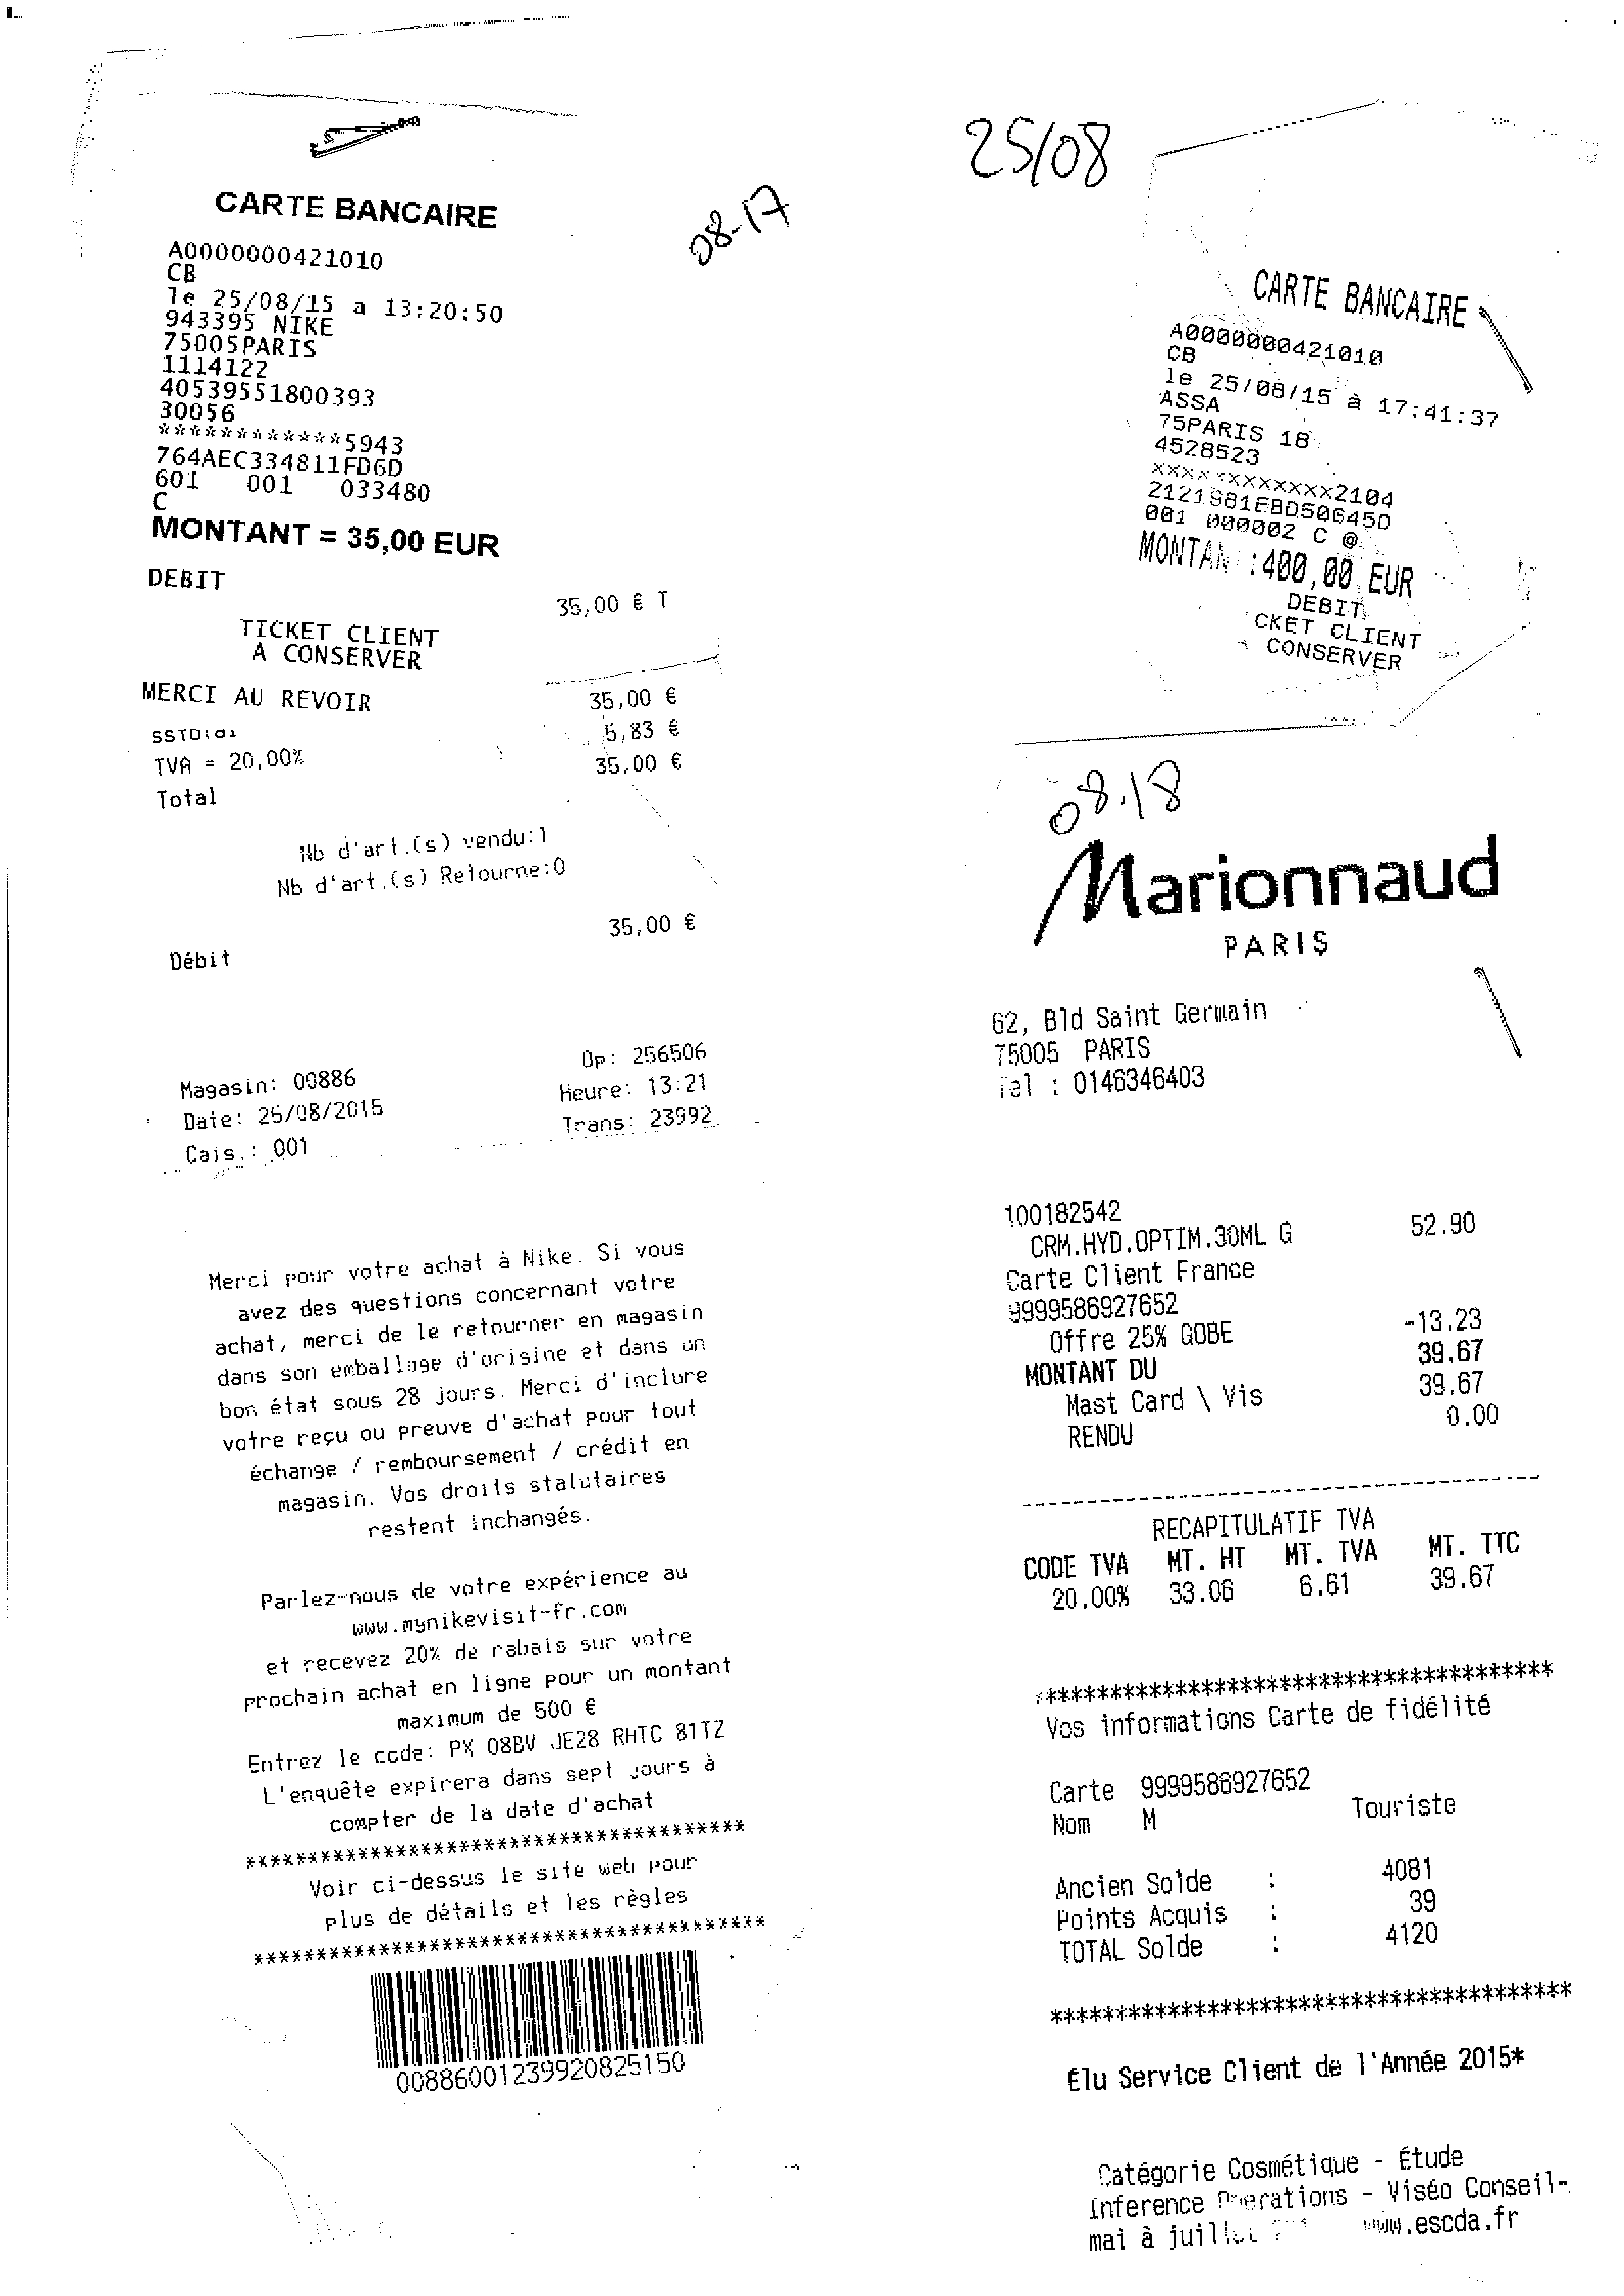 CARTE BANCAIRE
A0000000421010
CB
le 25/08/15 a 13:20:50
943395 NIKE
75005PARIS
1114122
40539551800393
30056
************5943
764AEC334811FD6D
601 001 033480
C
MONTANT = 35,00 EUR
DEBIT
35,00 € T
TICKET CLIENT
A CONSERVER
MERCI AU REVOIR
35,00 €
SSTotal
5,83 €
TVA = 20,00%
35,00 €
Total
Nb d'art.(s) vendu:1
Nb d'art.(s) Retourne:0
35,00 €
Débit
Magasin: 00886 Op: 256506
Date: 25/08/2015 Heure: 13:21
Cais.: 001 Trans: 23992
Merci pour votre achat à Nike. Si vous
avez des questions concernant votre
achat, merci de le retourner en magasin
dans son emballage d'origine et dans un
bon état sous 28 jours. Merci d'inclure
votre reçu ou preuve d'achat pour tout
échange / remboursement / crédit en
magasin. Vos droits statutaires
restent inchangés.
Parlez-nous de votre expérience au
www.mynikevisit-fr.com
et recevez 20% de rabais sur votre
prochain achat en ligne pour un montant
maximum de 500 €
Entrez le code: PX 08BV JE28 RHTC 81TZ
L'enquête expirera dans sept jours à
compter de la date d'achat
****************************************
Voir ci-dessus le site web pour
plus de détails et les règles
****************************************
00886001239920825150
08-17
25/08
CARTE BANCAIRE
A0000000421010
CB
le 25/08/15 à 17:41:37
ASSA
75PARIS 18
4528523
xxxxxxxxxxxx2104
001 000002 C @
MONTAN :400,00 EUR
DEBIT
CKET CLIENT
CONSERVER
08.18
Marionnaud
PARIS
62, Bld Saint Germain
75005 PARIS
Tel : 0146346403
100182542
CRM.HYD.OPTIM.30ML G 52.90
Carte Client France
9999586927652
Offre 25% GOBE -13.23
MONTANT DU 39.67
Mast Card \ Vis 39.67
RENDU 0.00
----------------------------------------
RECAPITULATIF TVA
CODE TVA MT. HT MT. TVA MT. TTC
20.00% 33.06 6.61 39.67
****************************************
Vos informations Carte de fidélité
Carte 9999586927652
Nom M Touriste
Ancien Solde : 4081
Points Acquis : 39
TOTAL Solde : 4120
****************************************
Élu Service Client de l'Année 2015*
Catégorie Cosmétique - Étude
Inference Operations - Viséo Conseil-
mai à juillet www.escda.fr